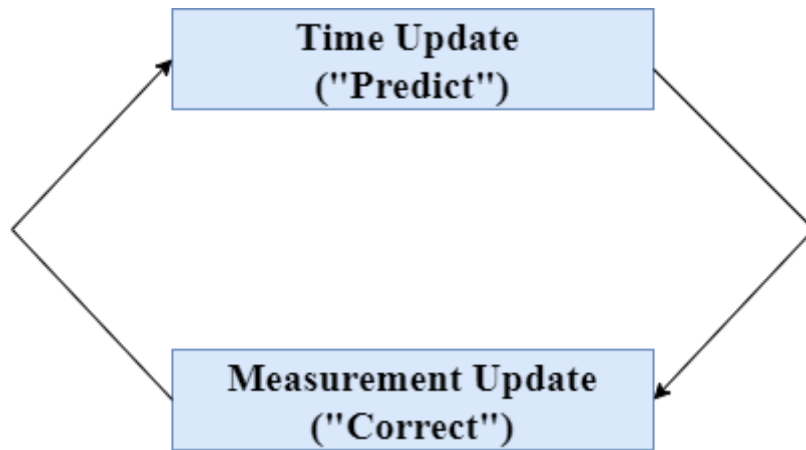 Time Update
("Predict")
Measurement Update
("Correct")